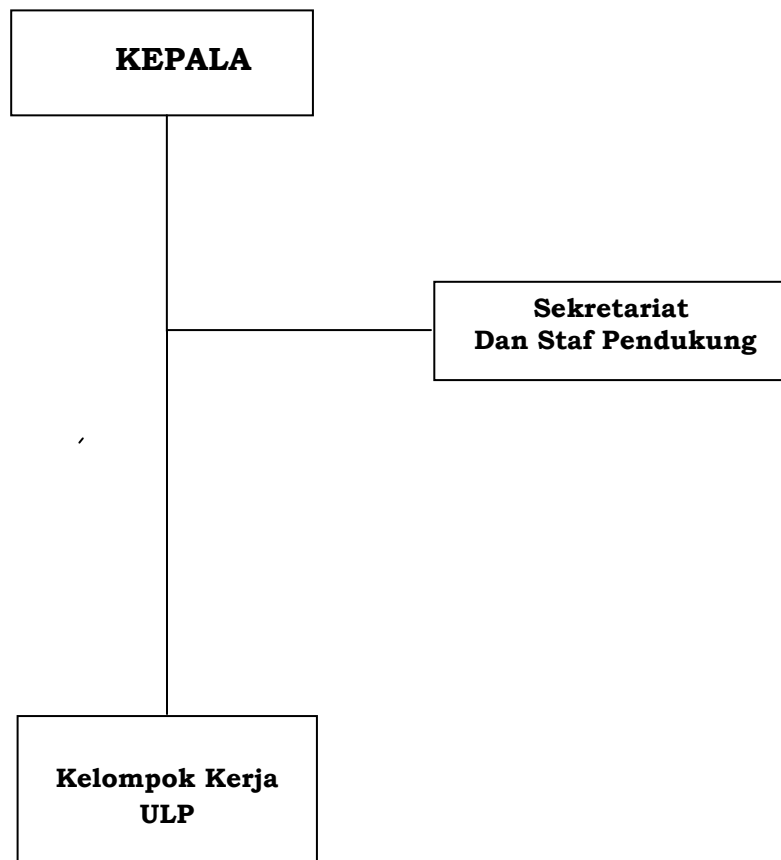 KEPALA
Sekretariat
Dan Staf Pendukung
Kelompok Kerja
ULP